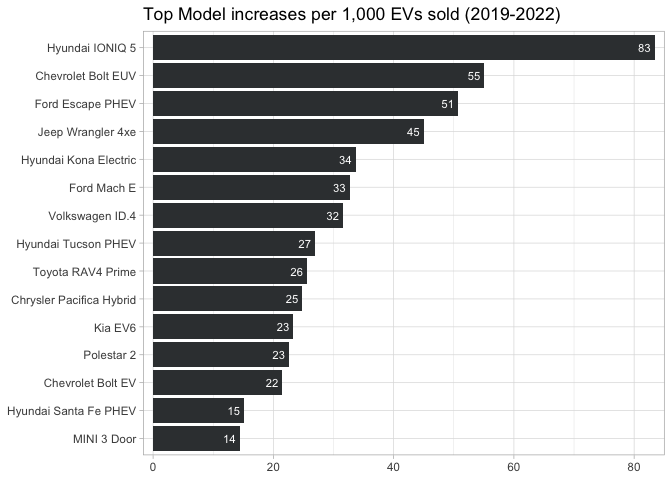 Top Model increases per 1,000 EVs sold (2019-2022)
Hyundai IONIQ 5 83
Chevrolet Bolt EUV 55
Ford Escape PHEV 51
Jeep Wrangler 4xe 45
Hyundai Kona Electric 34
Ford Mach E 33
Volkswagen ID.4 32
Hyundai Tucson PHEV 27
Toyota RAV4 Prime 26
Chrysler Pacifica Hybrid 25
Kia EV6 23
Polestar 2 23
Chevrolet Bolt EV 22
Hyundai Santa Fe PHEV 15
MINI 3 Door 14
0 20 40 60 80